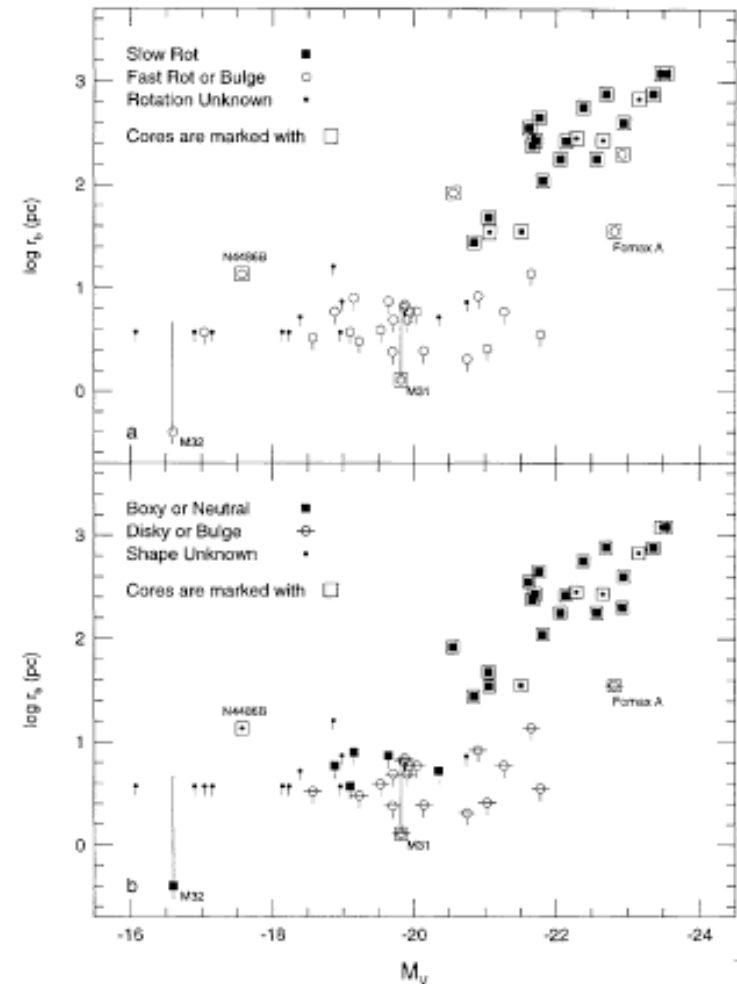 Slow Rot
Fast Rot or Bulge
Rotation Unknown
Cores are marked with
3
2
1
0
log r_b (pc)
N4486B
Fornax A
M31
M32
a
Boxy or Neutral
Disky or Bulge
Shape Unknown
Cores are marked with
3
2
1
0
log r_b (pc)
N4486B
Fornax A
M31
M32
b
-16 -18 -20 -22 -24
M_V